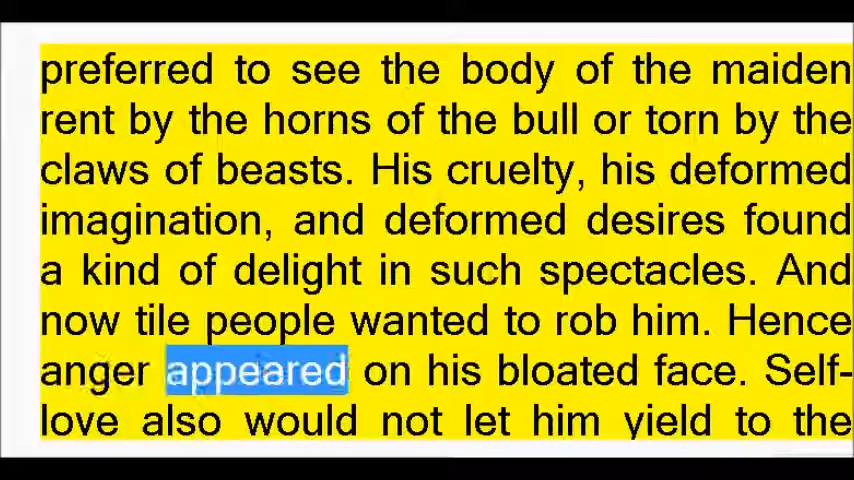 preferred to see the body of the maiden
rent by the horns of the bull or torn by the
claws of beasts. His cruelty, his deformed
imagination, and deformed desires found
a kind of delight in such spectacles. And
now tile people wanted to rob him. Hence
anger appeared on his bloated face. Self-
love also would not let him yield to the